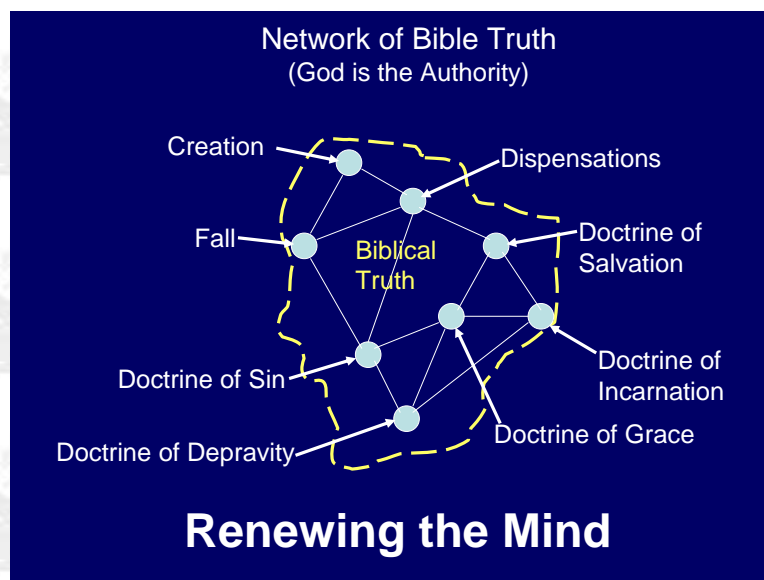 Network of Bible Truth
(God is the Authority)
Creation
Dispensations
Fall
Biblical
Truth
Doctrine of
Salvation
Doctrine of Sin
Doctrine of
Incarnation
Doctrine of Grace
Doctrine of Depravity
Renewing the Mind